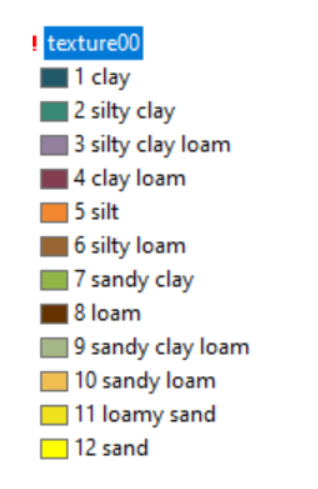 ! texture00
1 clay
2 silty clay
3 silty clay loam
4 clay loam
5 silt
6 silty loam
7 sandy clay
8 loam
9 sandy clay loam
10 sandy loam
11 loamy sand
12 sand